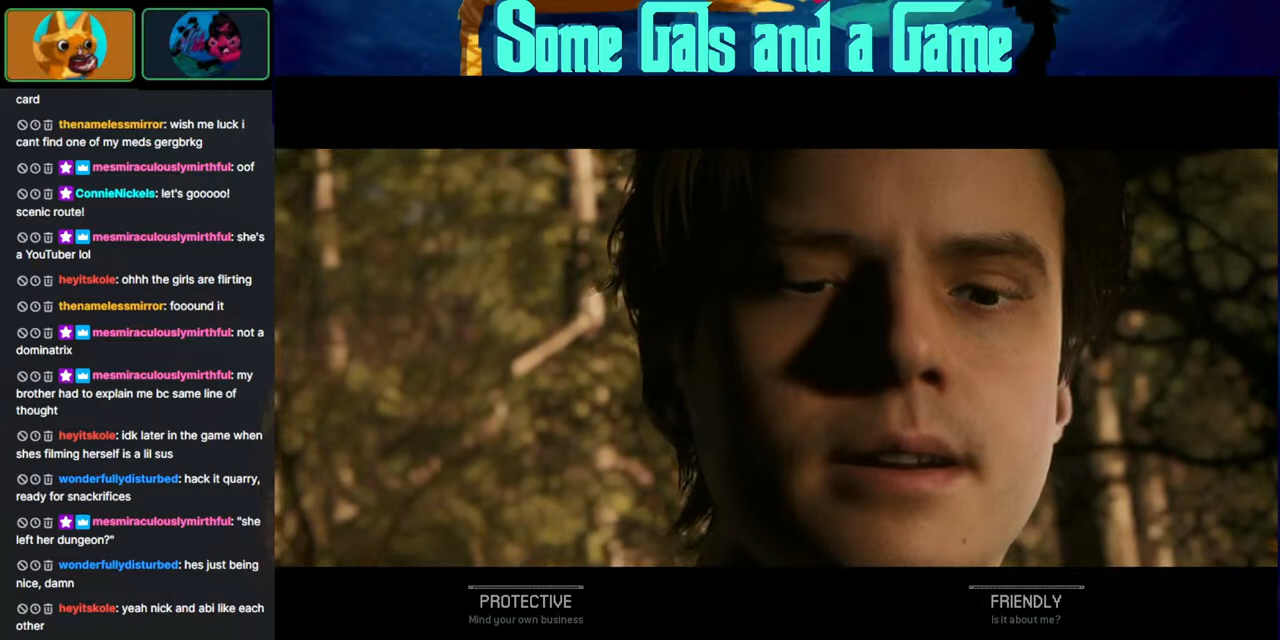 Some Gals and a Game
card
thenamelessmirror: wish me luck i
cant find one of my meds gergbrkg
mesmiraculouslymirthful: oof
ConnieNickels: let's gooooo!
scenic route!
mesmiraculouslymirthful: she's
a YouTuber lol
heyitskole: ohhh the girls are flirting
thenamelessmirror: fooound it
mesmiraculouslymirthful: not a
dominatrix
mesmiraculouslymirthful: my
brother had to explain me bc same line of
thought
heyitskole: idk later in the game when
shes filming herself is a lil sus
wonderfullydisturbed: hack it quarry,
ready for snackrifices
mesmiraculouslymirthful: "she
left her dungeon?"
wonderfullydisturbed: hes just being
nice, damn
heyitskole: yeah nick and abi like each
other
PROTECTIVE
Mind your own business
FRIENDLY
Is it about me?